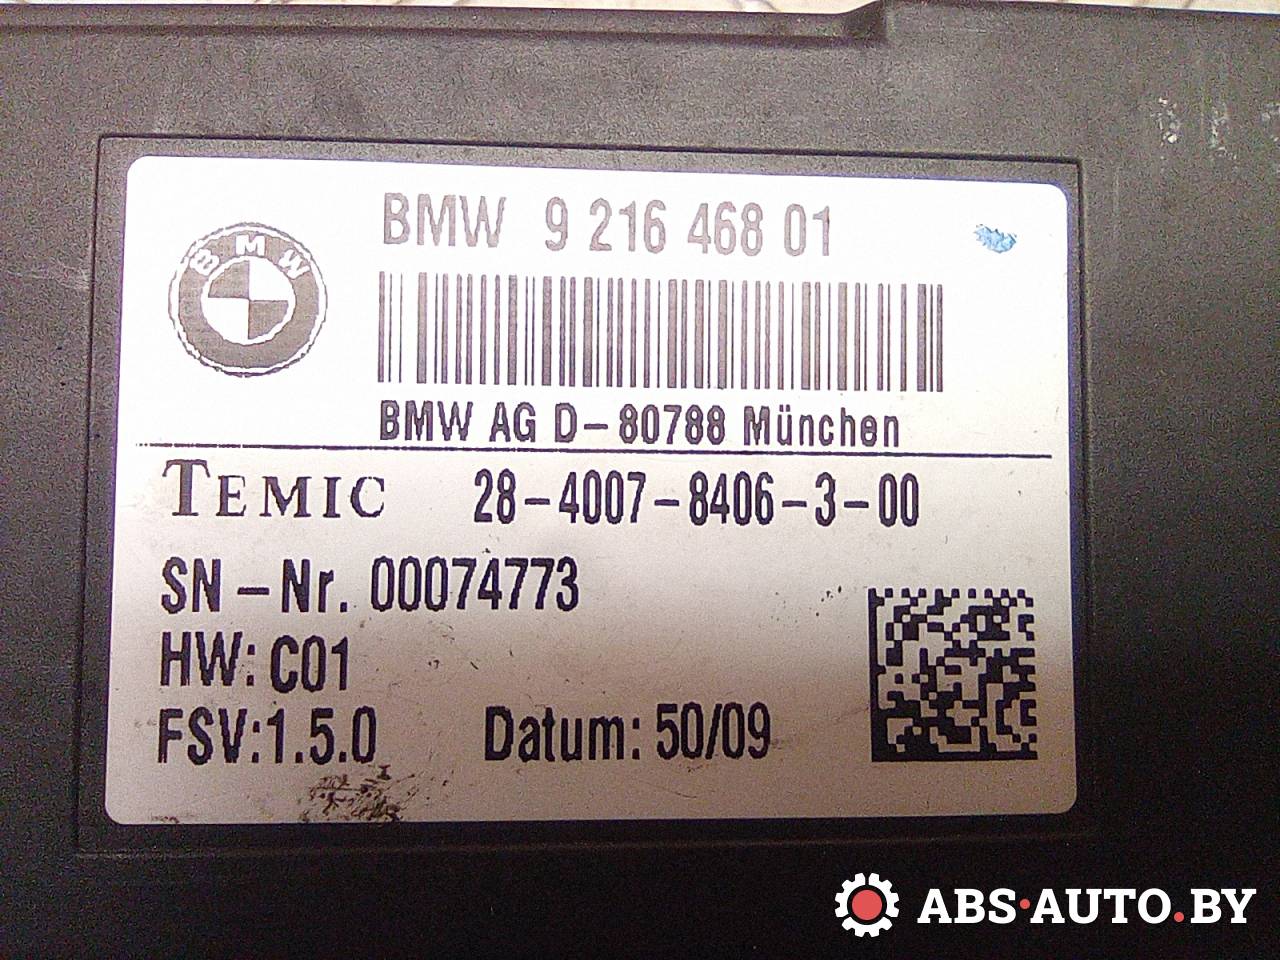 BMW 9 216 468 01
BMW
BMW AG D-80788 München
TEMIC 28-4007-8406-3-00
SN-Nr. 00074773
HW: C01
FSV:1.5.0 Datum: 50/09
ABS·AUTO.BY